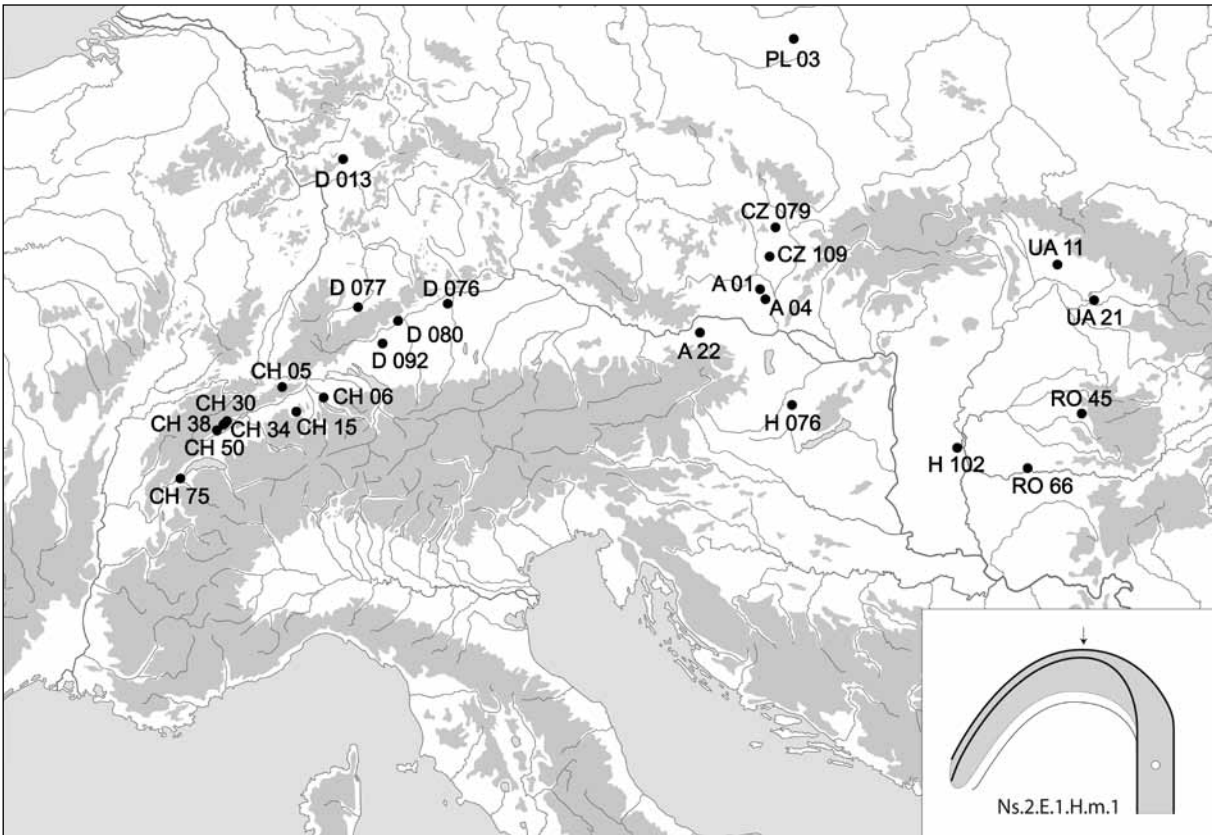 PL 03
D 013
CZ 079
CZ 109
UA 11
A 01
A 04
UA 21
D 077
D 076
D 080
A 22
D 092
CH 05
CH 06
CH 30
CH 15
RO 45
H 076
CH 38
CH 34
CH 50
H 102
RO 66
CH 75
Ns.2.E.1.H.m.1